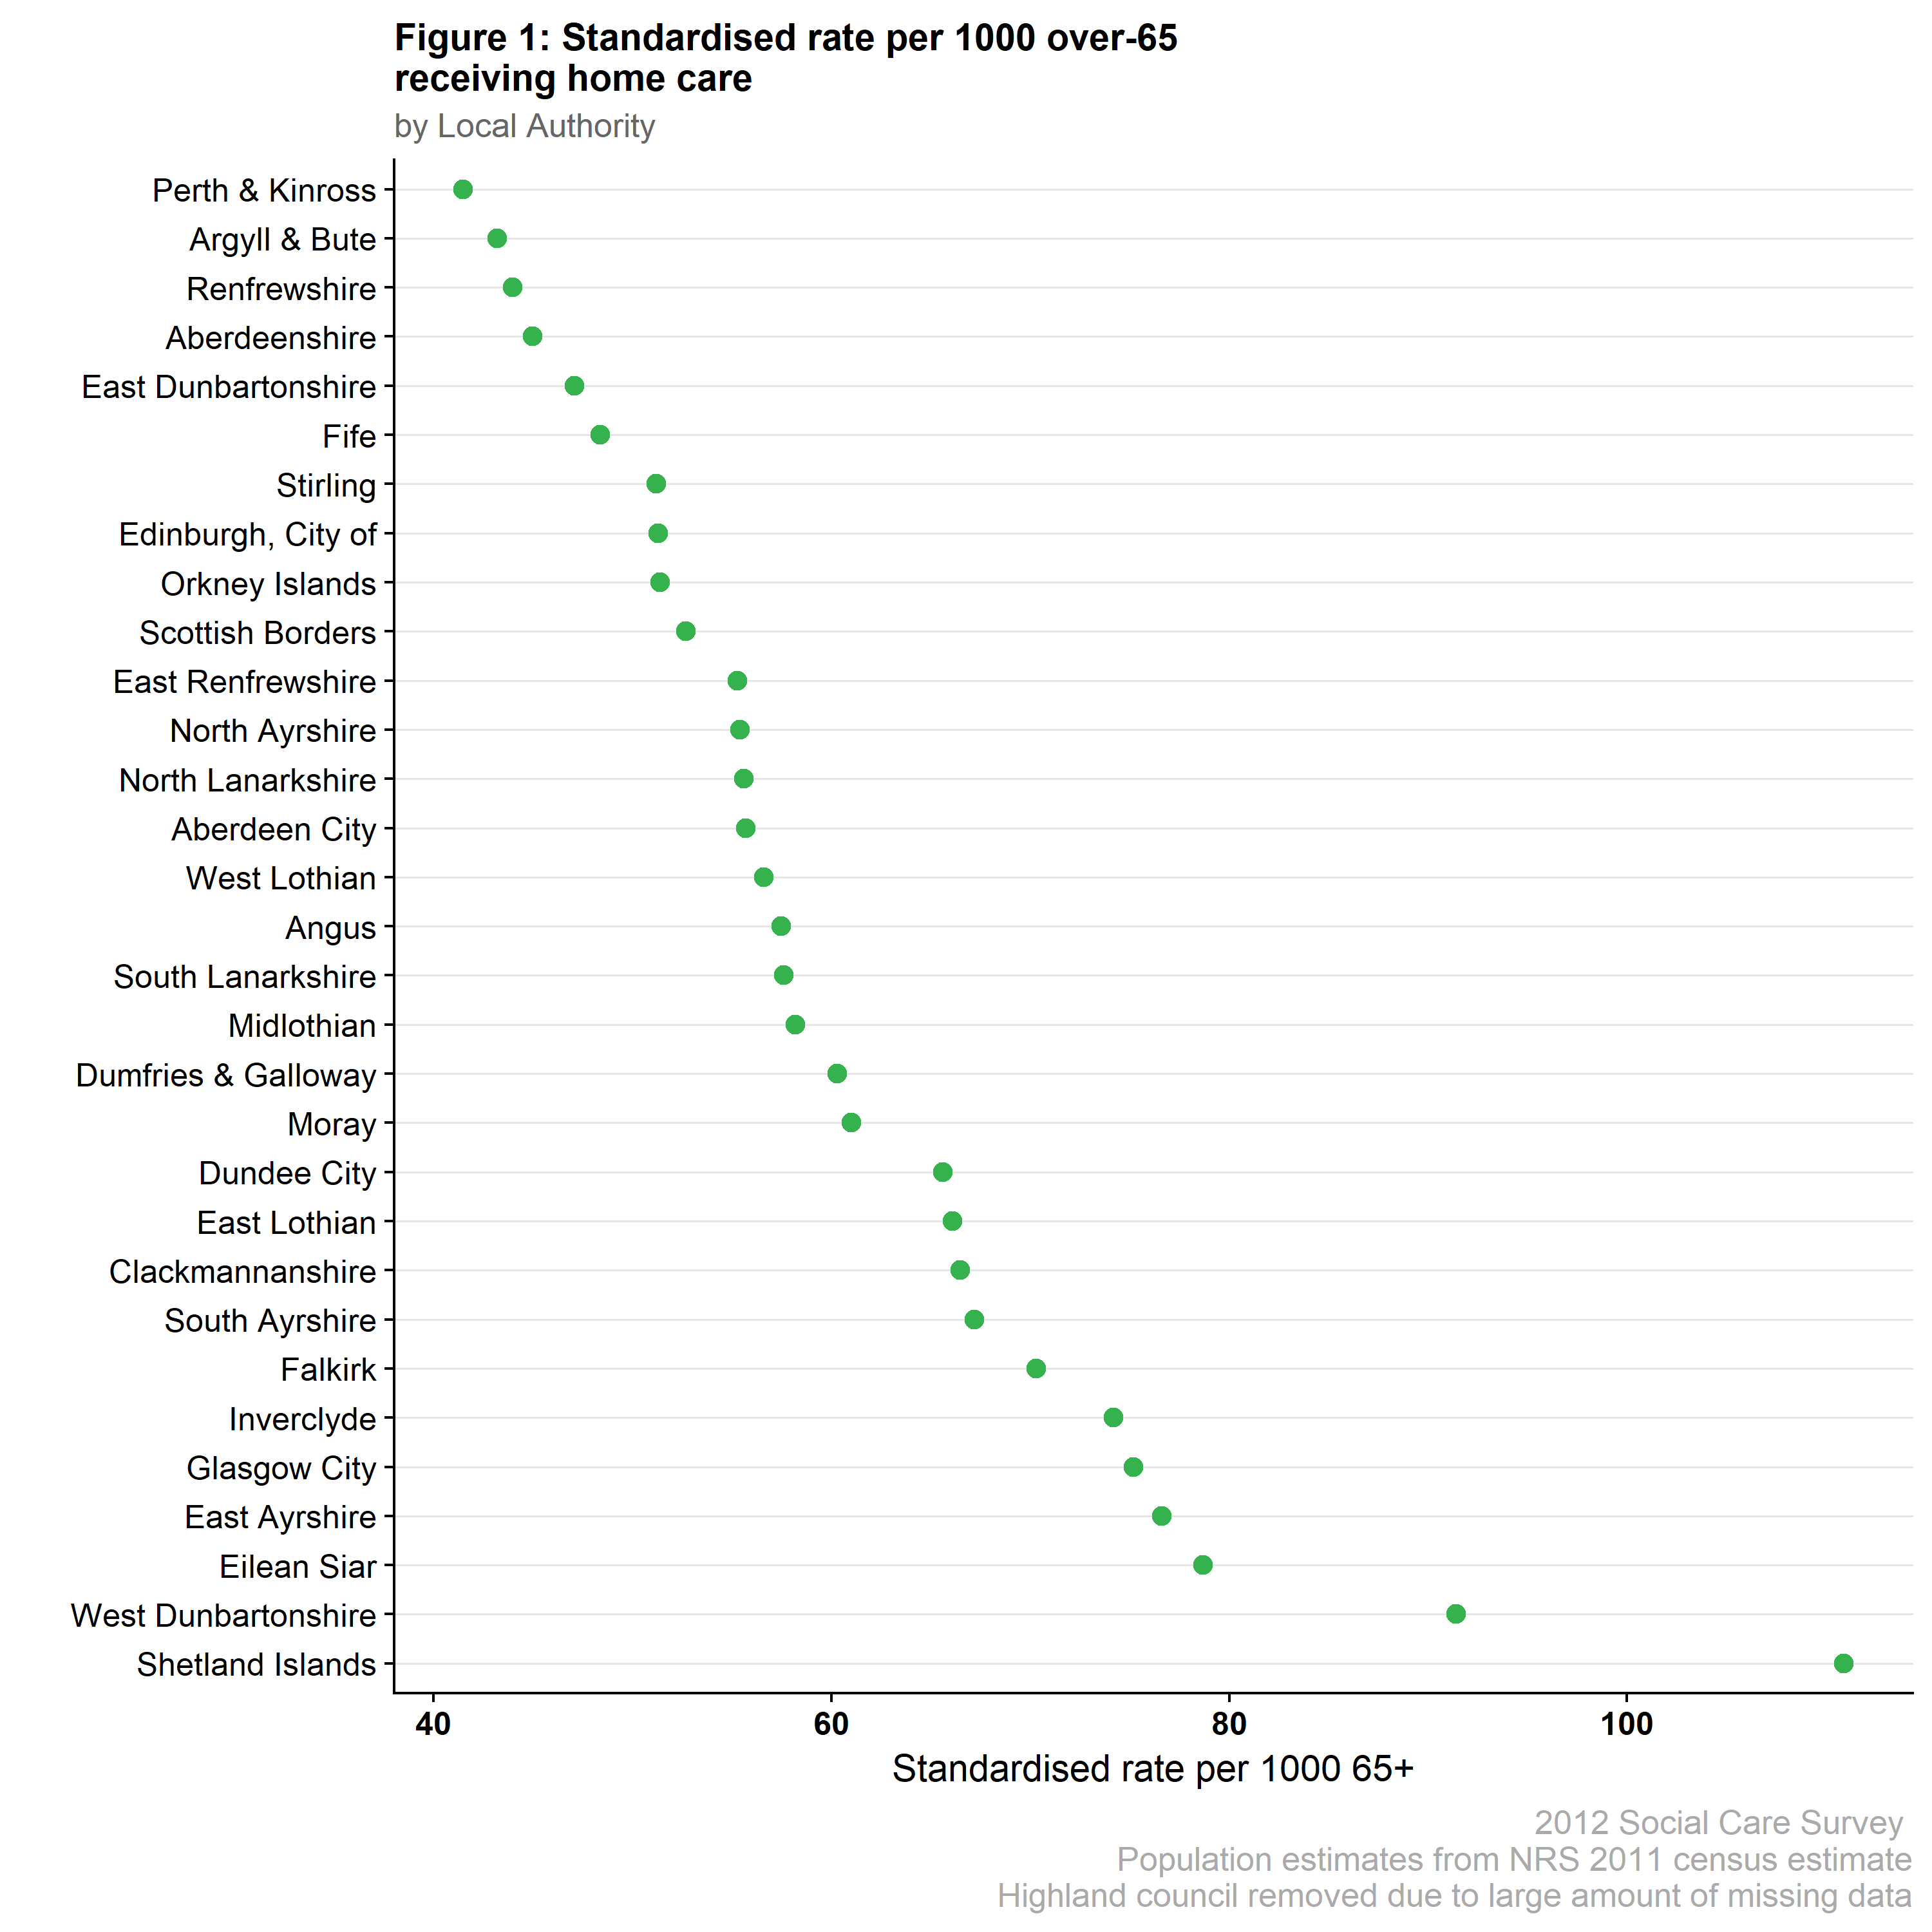 Figure 1: Standardised rate per 1000 over-65
receiving home care
by Local Authority
Perth & Kinross
Argyll & Bute
Renfrewshire
Aberdeenshire
East Dunbartonshire
Fife
Stirling
Edinburgh, City of
Orkney Islands
Scottish Borders
East Renfrewshire
North Ayrshire
North Lanarkshire
Aberdeen City
West Lothian
Angus
South Lanarkshire
Midlothian
Dumfries & Galloway
Moray
Dundee City
East Lothian
Clackmannanshire
South Ayrshire
Falkirk
Inverclyde
Glasgow City
East Ayrshire
Eilean Siar
West Dunbartonshire
Shetland Islands
40 60 80 100
Standardised rate per 1000 65+
2012 Social Care Survey
Population estimates from NRS 2011 census estimate
Highland council removed due to large amount of missing data